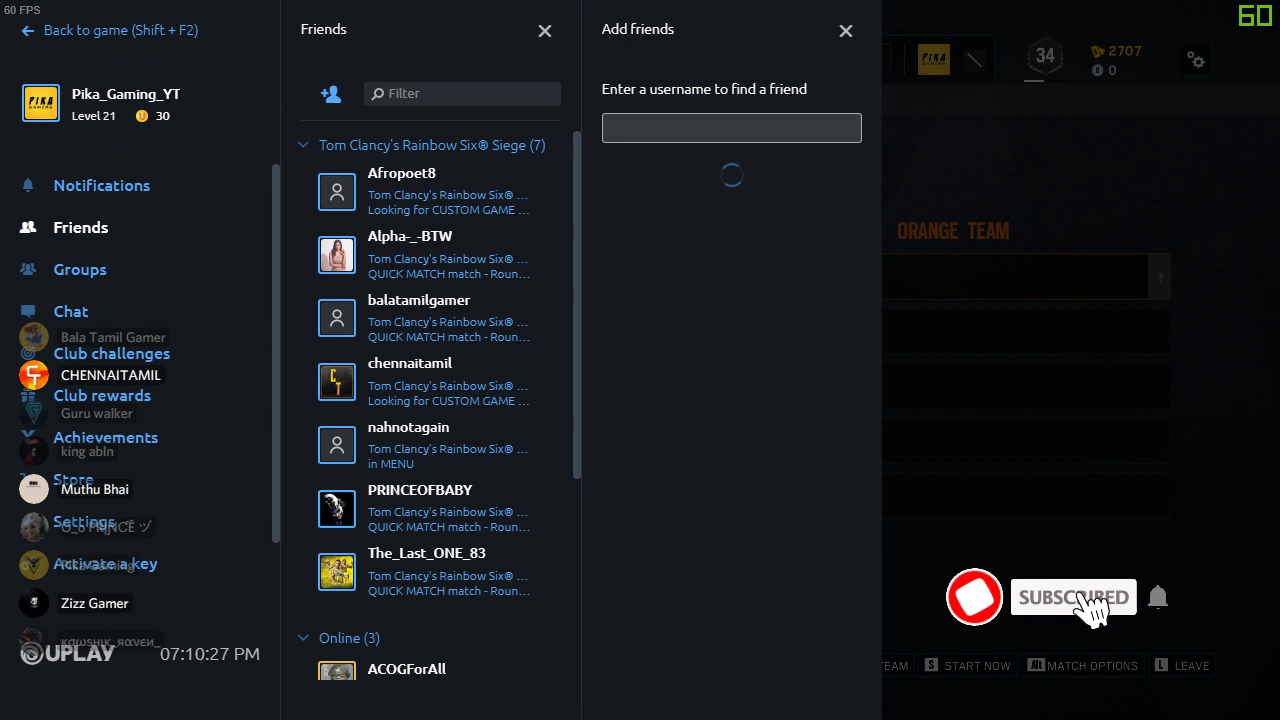 60 FPS
60
Back to game (Shift + F2)
Pika_Gaming_YT
Level 21
30
Notifications
Friends
Groups
Chat
Bala Tamil Gamer
Club challenges
CHENNAITAMIL
Club rewards
Guru walker
Achievements
king abln
Store
Muthu Bhai
Settings
Activate a key
Zizz Gamer
UPLAY
07:10:27 PM
Friends
Filter
Tom Clancy's Rainbow Six® Siege (7)
Afropoet8
Tom Clancy's Rainbow Six® ...
Looking for CUSTOM GAME ...
Alpha-_-BTW
Tom Clancy's Rainbow Six® ...
QUICK MATCH match - Roun...
balatamilgamer
Tom Clancy's Rainbow Six® ...
QUICK MATCH match - Roun...
chennaitamil
Tom Clancy's Rainbow Six® ...
Looking for CUSTOM GAME ...
nahnotagain
Tom Clancy's Rainbow Six® ...
in MENU
PRINCEOFBABY
Tom Clancy's Rainbow Six® ...
QUICK MATCH match - Roun...
The_Last_ONE_83
Tom Clancy's Rainbow Six® ...
QUICK MATCH match - Roun...
Online (3)
ACOGForAll
Add friends
Enter a username to find a friend
34
2707
0
ORANGE TEAM
?
SUBSCRIBED
TEAM
S START NOW
Alt MATCH OPTIONS
L LEAVE